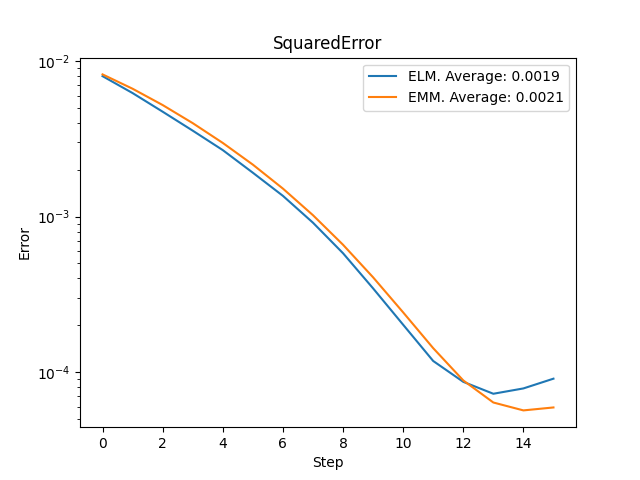 SquaredError
10⁻²
10⁻³
10⁻⁴
Error
ELM. Average: 0.0019
EMM. Average: 0.0021
0 2 4 6 8 10 12 14
Step